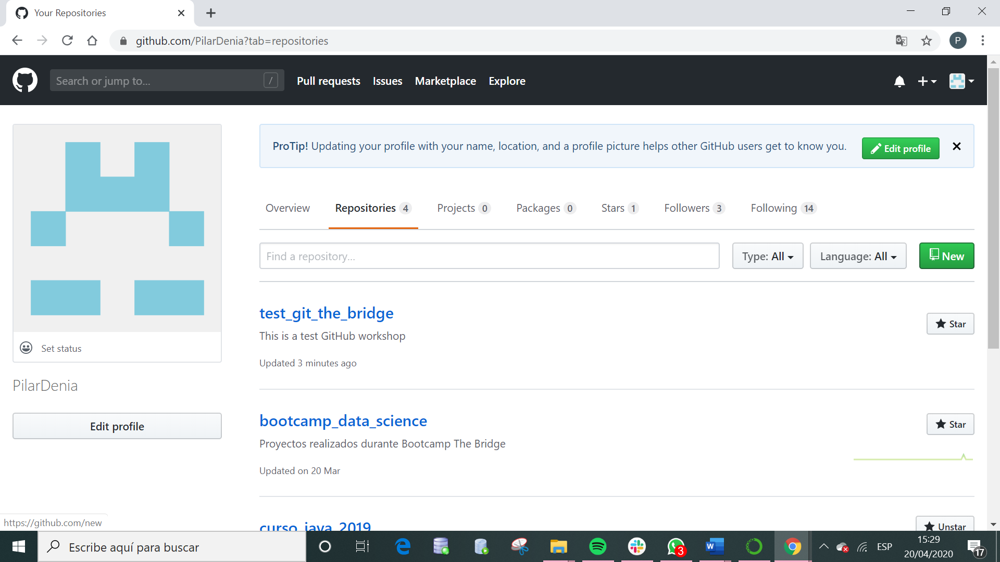 Your Repositories
github.com/PilarDenia?tab=repositories
P
Search or jump to...
/
Pull requests Issues Marketplace Explore
ProTip! Updating your profile with your name, location, and a profile picture helps other GitHub users get to know you.
Edit profile
Overview Repositories 4 Projects 0 Packages 0 Stars 1 Followers 3 Following 14
Find a repository...
Type: All
Language: All
New
test_git_the_bridge
Star
This is a test GitHub workshop
Updated 3 minutes ago
Set status
PilarDenia
Edit profile
bootcamp_data_science
Star
Proyectos realizados durante Bootcamp The Bridge
Updated on 20 Mar
curso_java_2019
Unstar
https://github.com/new
Escribe aquí para buscar
3
W
ESP
15:29
20/04/2020
17